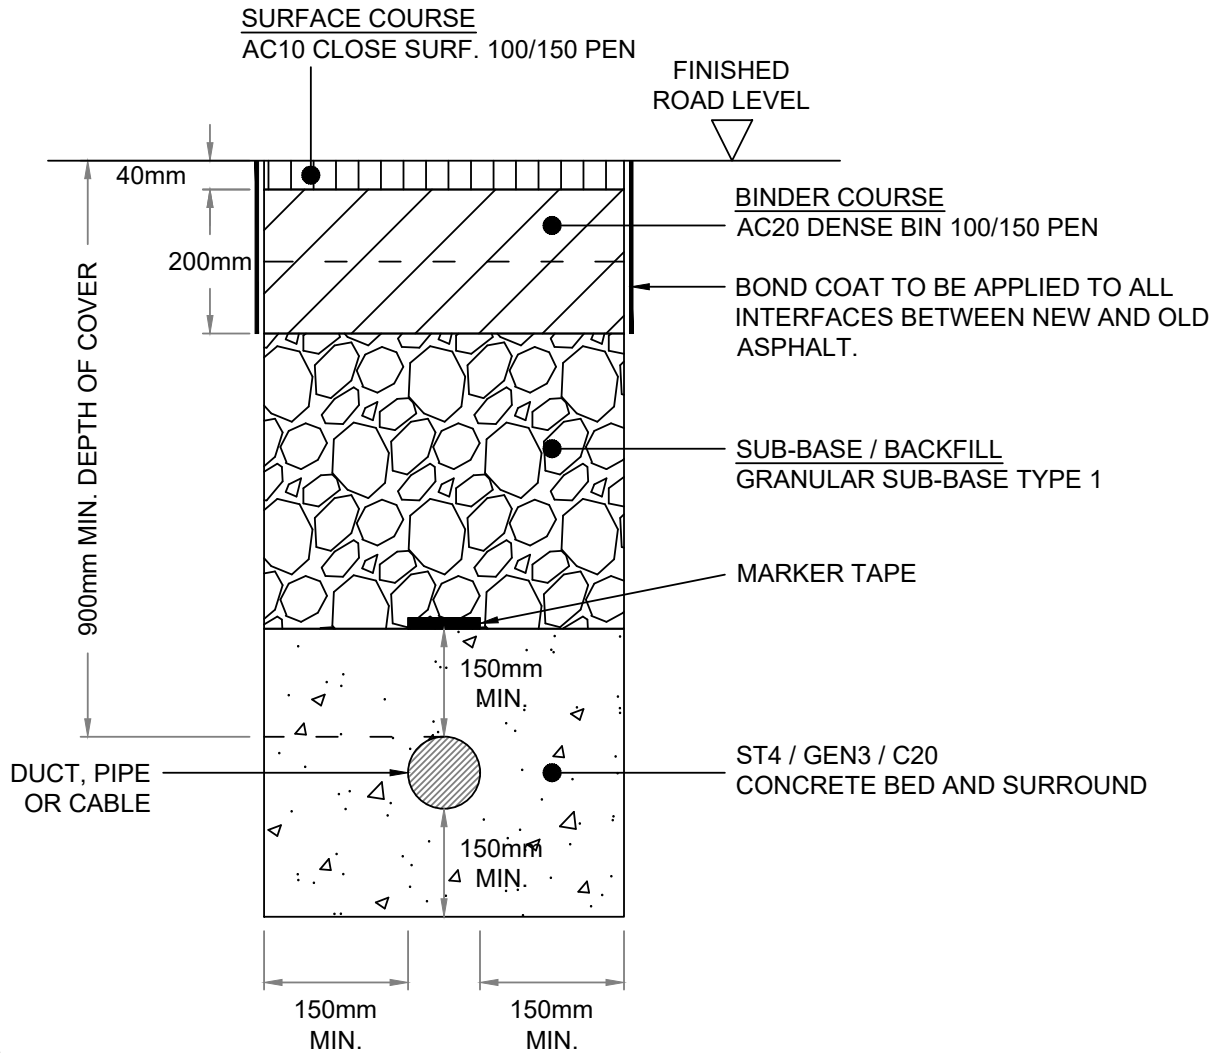 SURFACE COURSE
AC10 CLOSE SURF. 100/150 PEN
FINISHED
ROAD LEVEL
40mm
BINDER COURSE
AC20 DENSE BIN 100/150 PEN
200mm
BOND COAT TO BE APPLIED TO ALL
INTERFACES BETWEEN NEW AND OLD
ASPHALT.
900mm MIN. DEPTH OF COVER
SUB-BASE / BACKFILL
GRANULAR SUB-BASE TYPE 1
MARKER TAPE
150mm
MIN.
DUCT, PIPE
OR CABLE
ST4 / GEN3 / C20
CONCRETE BED AND SURROUND
150mm
MIN.
150mm
MIN.
150mm
MIN.